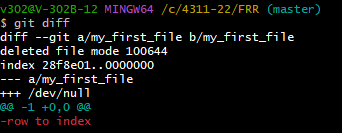 v302@V-302B-12 MINGW64 /c/4311-22/FRR (master)
$ git diff
diff --git a/my_first_file b/my_first_file
deleted file mode 100644
index 28f8e01..0000000
--- a/my_first_file
+++ /dev/null
@@ -1 +0,0 @@
-row to index